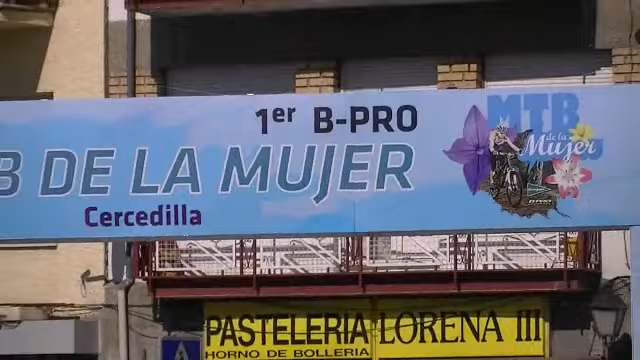 1er B-PRO
B DE LA MUJER
Cercedilla
MTB
de la
Mujer
PASTELERIA LORENA III
HORNO DE BOLLERIA